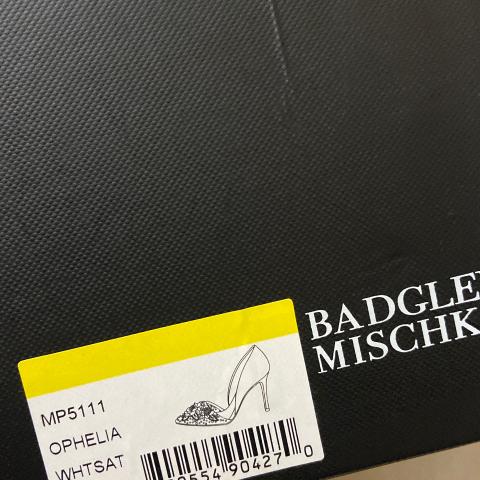 BADGLE
MISCHK
MP5111
OPHELIA
WHTSAT
0554 90427 0